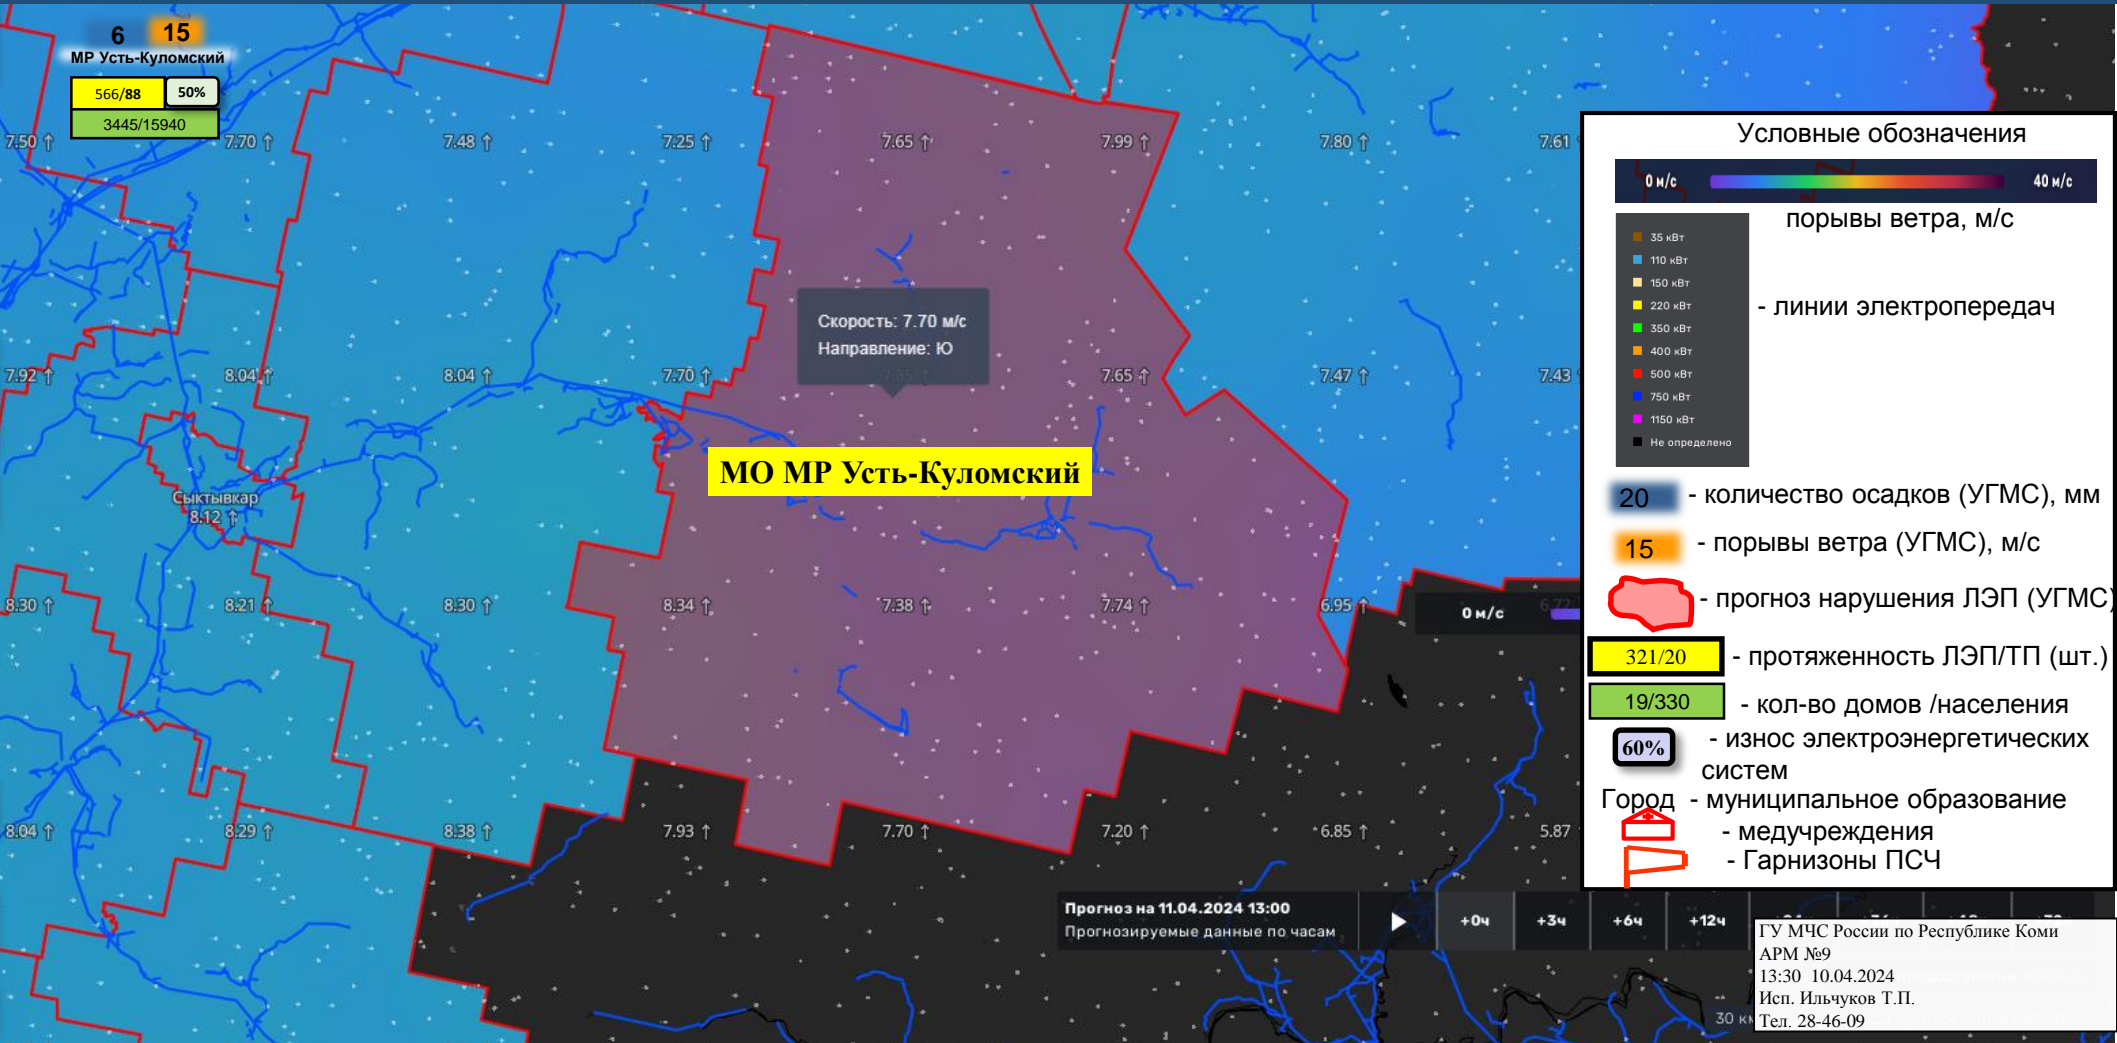 6 15
МР Усть-Куломский
566/88 50%
3445/15940
7.50 ↑ 7.70 ↑ 7.48 ↑ 7.25 ↑ 7.65 ↑ 7.99 ↑ 7.80 ↑ 7.61
Скорость: 7.70 м/с
Направление: Ю
7.92 ↑ 8.04 ↑ 8.04 ↑ 7.70 ↑ 7.65 ↑ 7.47 ↑ 7.43
МО МР Усть-Куломский
Сыктывкар
8.12 ↑
8.30 ↑ 8.21 ↑ 8.30 ↑ 8.34 ↑ 7.38 ↑ 7.74 ↑ 6.95 ↑
0 м/с
8.04 ↑ 8.29 ↑ 8.38 ↑ 7.93 ↑ 7.70 ↑ 7.20 ↑ 6.85 ↑ 5.87
Условные обозначения
0 м/с 40 м/с
порывы ветра, м/с
35 кВт
110 кВт
150 кВт
220 кВт
350 кВт
400 кВт
500 кВт
750 кВт
1150 кВт
Не определено
- линии электропередач
20 - количество осадков (УГМС), мм
15 - порывы ветра (УГМС), м/с
- прогноз нарушения ЛЭП (УГМС)
321/20 - протяженность ЛЭП/ТП (шт.)
19/330 - кол-во домов /населения
60% - износ электроэнергетических
систем
Город - муниципальное образование
- медучреждения
- Гарнизоны ПСЧ
Прогноз на 11.04.2024 13:00
Прогнозируемые данные по часам
+0ч +3ч +6ч +12ч
30 км
ГУ МЧС России по Республике Коми
АРМ №9
13:30 10.04.2024
Исп. Ильчуков Т.П.
Тел. 28-46-09